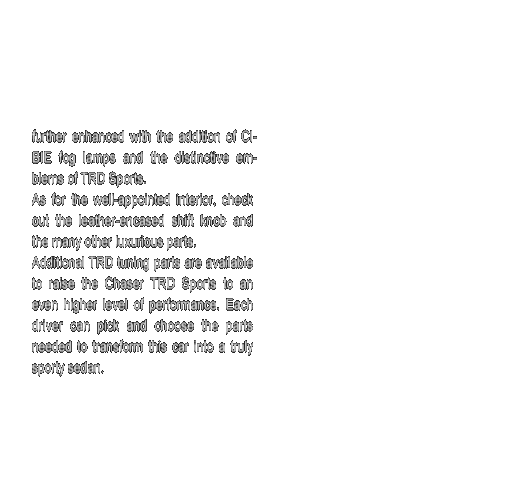 further enhanced with the addition of CI-
BIE fog lamps and the distinctive em-
blems of TRD Sports.
As for the well-appointed interior, check
out the leather-encased shift knob and
the many other luxurious parts.
Additional TRD tuning parts are available
to raise the Chaser TRD Sports to an
even higher level of performance. Each
driver can pick and choose the parts
needed to transform this car into a truly
sporty sedan.